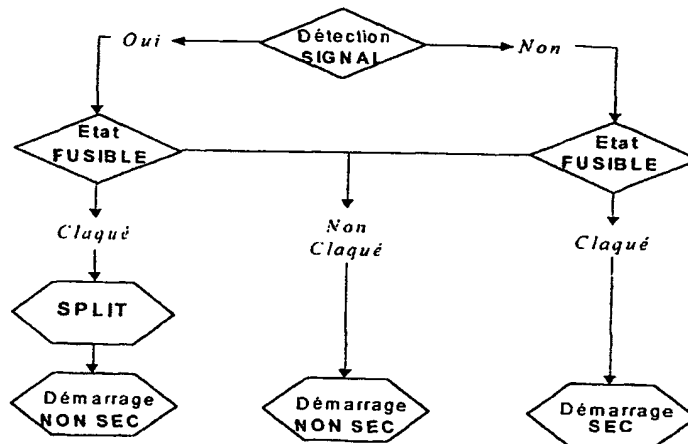 Détection
SIGNAL
Oui
Non
Etat
FUSIBLE
Etat
FUSIBLE
Claqué
Non
Claqué
Claqué
SPLIT
Démarrage
NON SEC
Démarrage
NON SEC
Démarrage
SEC